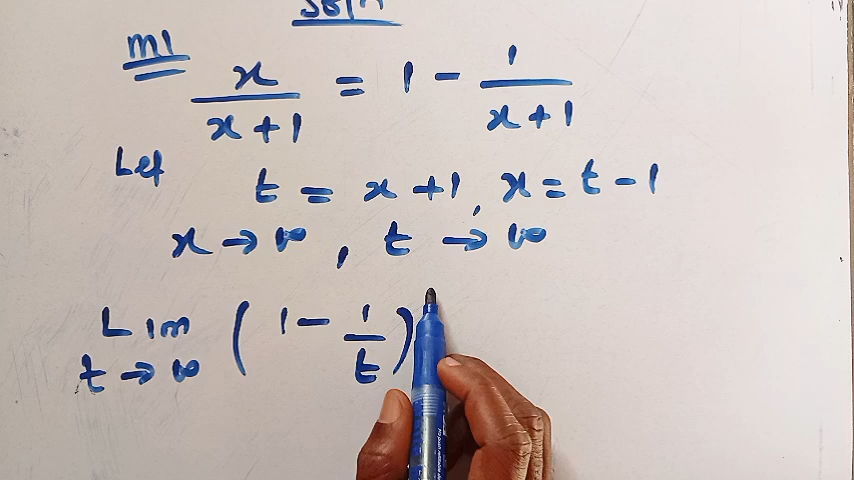 Soln
M1
x/(x+1) = 1 - 1/(x+1)
Let t = x+1, x = t-1
x → ∞, t → ∞
Lim t → ∞ (1 - 1/t)